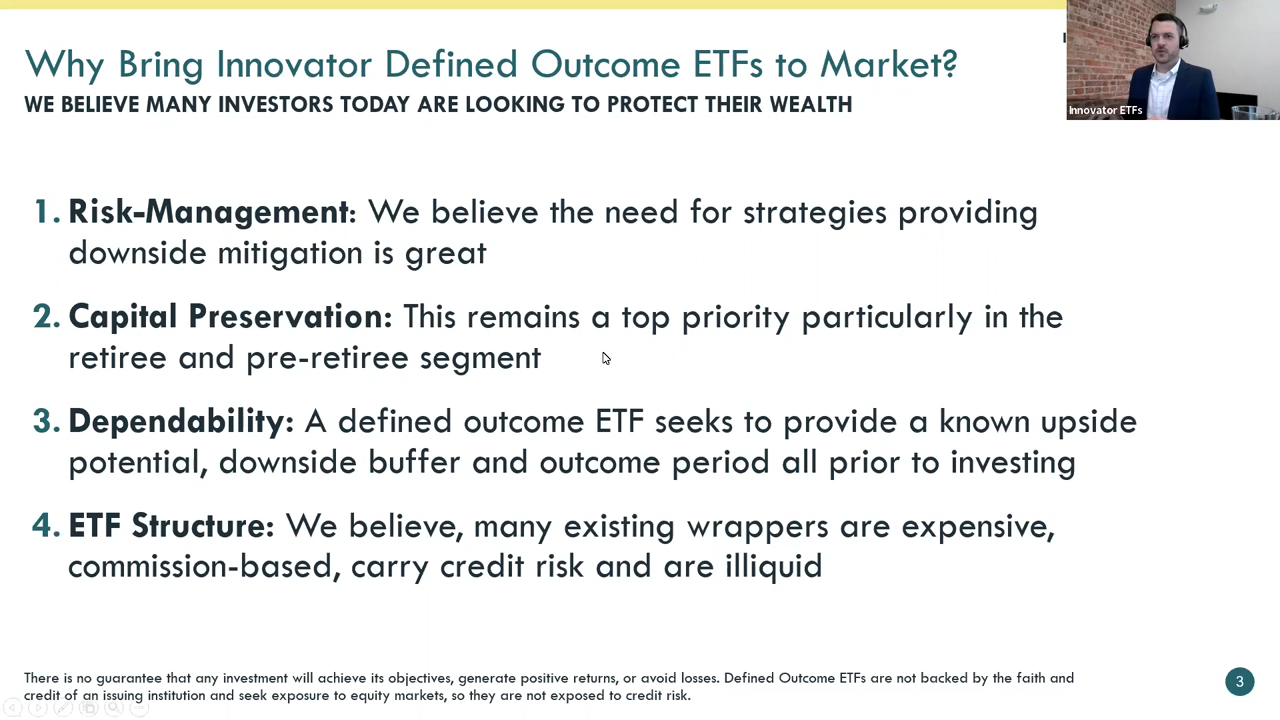 Why Bring Innovator Defined Outcome ETFs to Market?
WE BELIEVE MANY INVESTORS TODAY ARE LOOKING TO PROTECT THEIR WEALTH
Innovator ETFs
1. Risk-Management: We believe the need for strategies providing
downside mitigation is great
2. Capital Preservation: This remains a top priority particularly in the
retiree and pre-retiree segment
3. Dependability: A defined outcome ETF seeks to provide a known upside
potential, downside buffer and outcome period all prior to investing
4. ETF Structure: We believe, many existing wrappers are expensive,
commission-based, carry credit risk and are illiquid
There is no guarantee that any investment will achieve its objectives, generate positive returns, or avoid losses. Defined Outcome ETFs are not backed by the faith and
credit of an issuing institution and seek exposure to equity markets, so they are not exposed to credit risk.
3